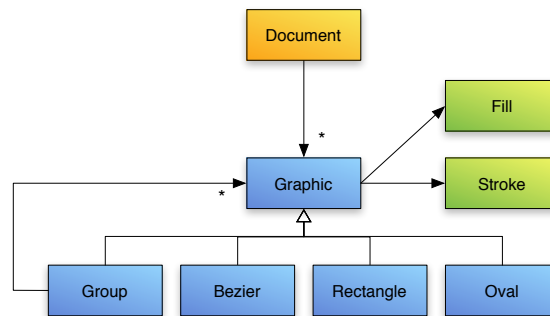 Document
Fill
*
Graphic
Stroke
*
Group
Bezier
Rectangle
Oval